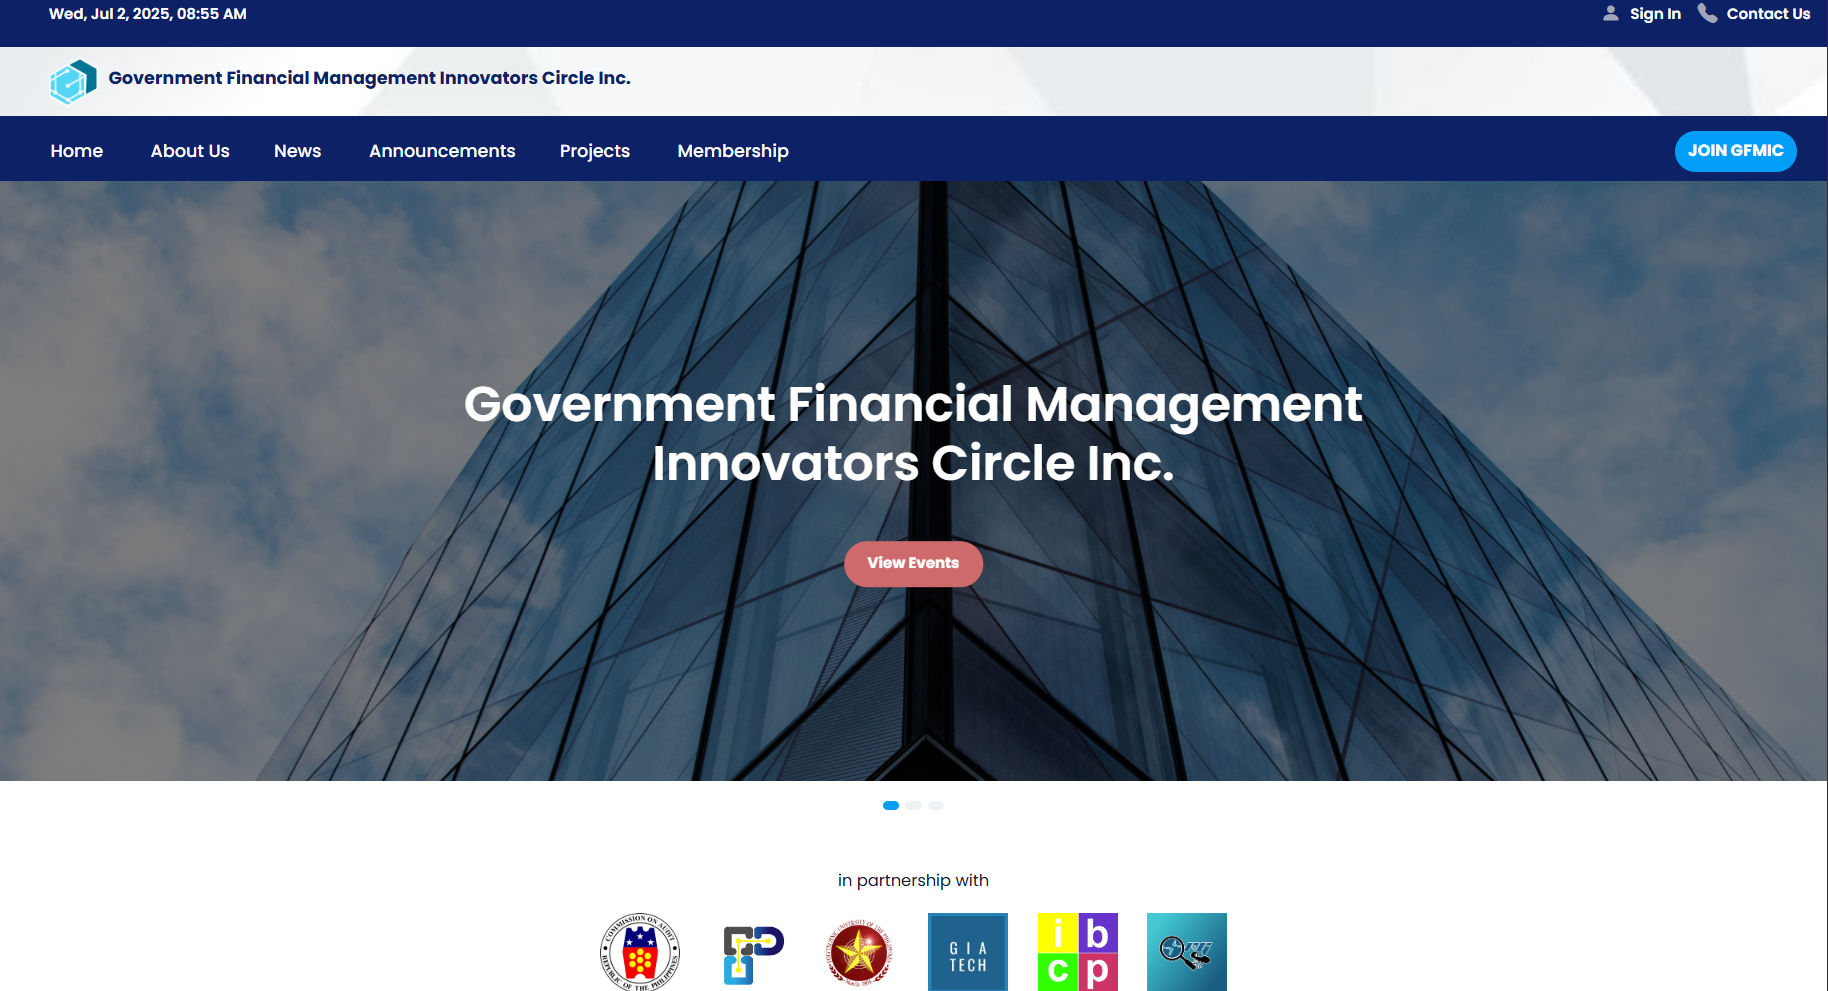 Wed, Jul 2, 2025, 08:55 AM
Sign In
Contact Us
Government Financial Management Innovators Circle Inc.
Home
About Us
News
Announcements
Projects
Membership
JOIN GFMIC
Government Financial Management
Innovators Circle Inc.
View Events
in partnership with
COMMISSION ON AUDIT
REPUBLIC OF THE PHILIPPINES
GIA
TECH
i b
c p